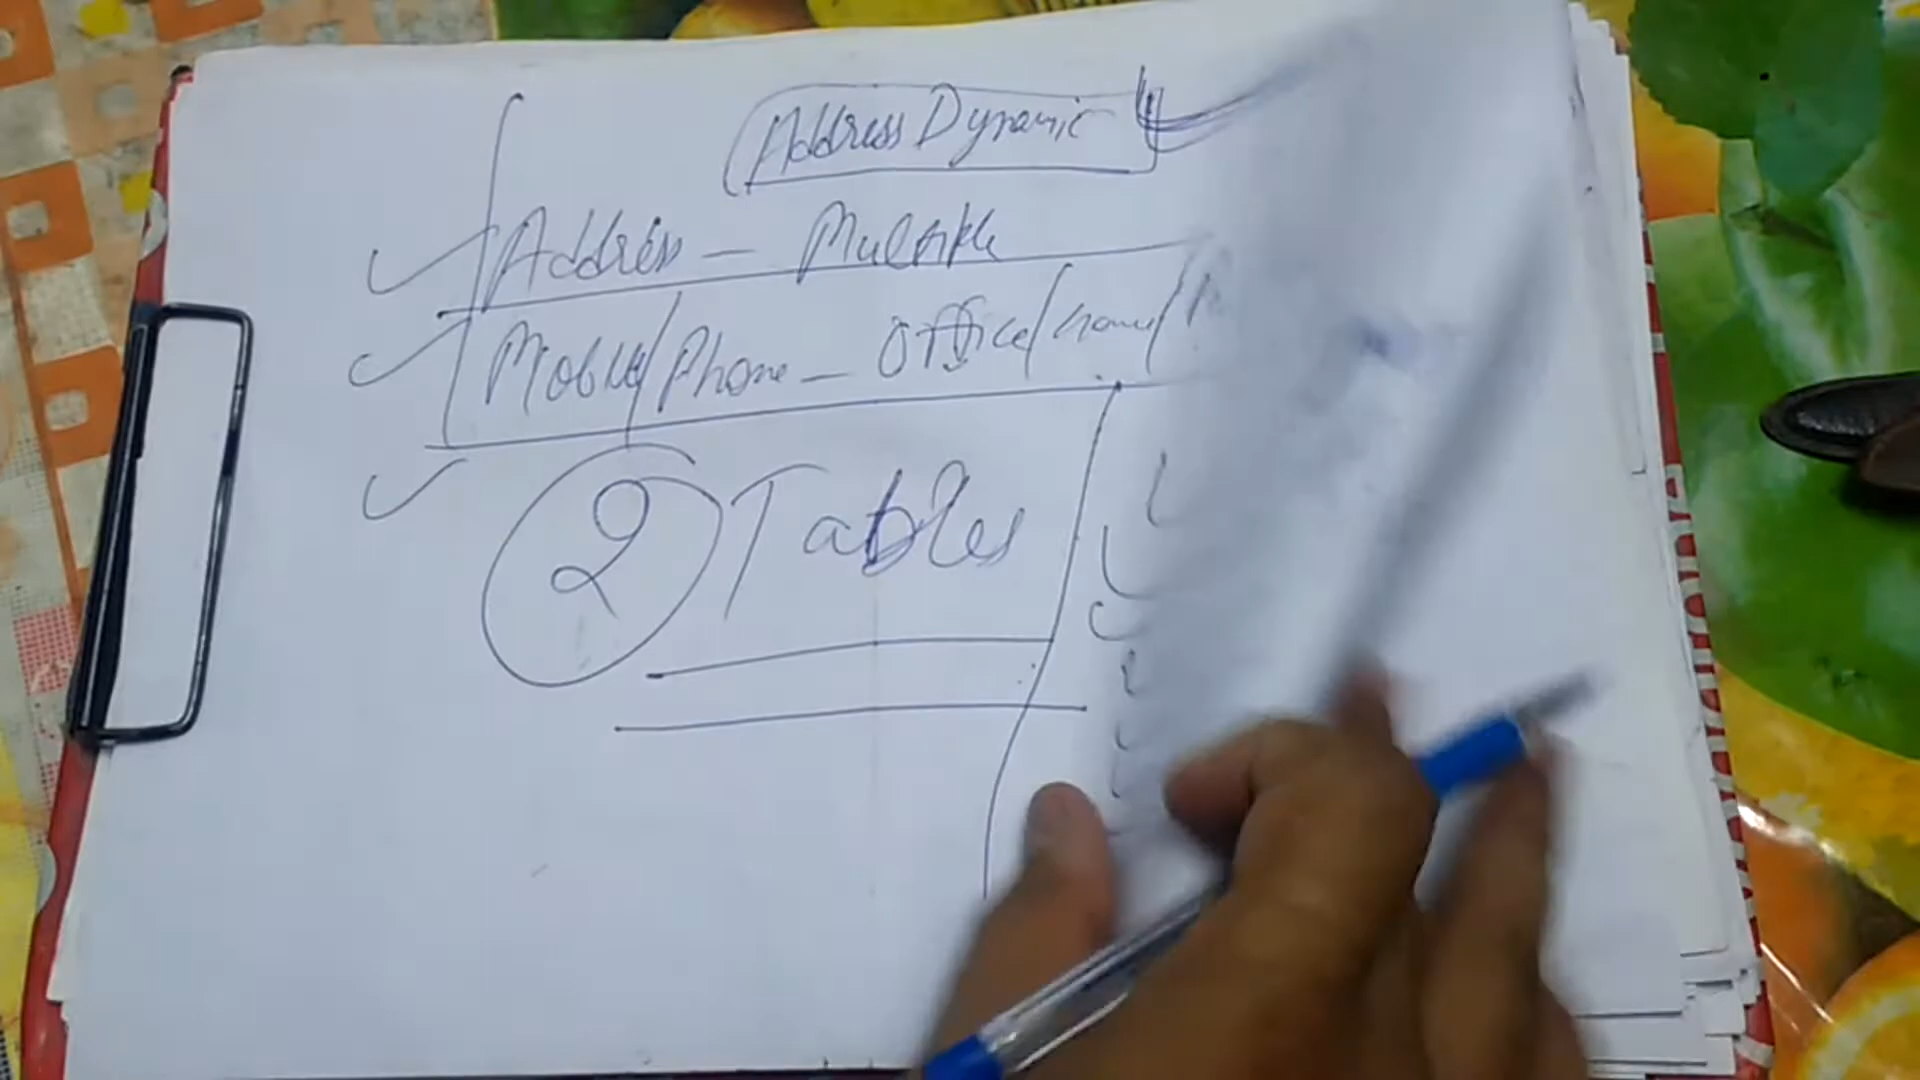 Address Dynamic
Address - Multiple
Mobile/Phone - Office/Home/
2 Tables